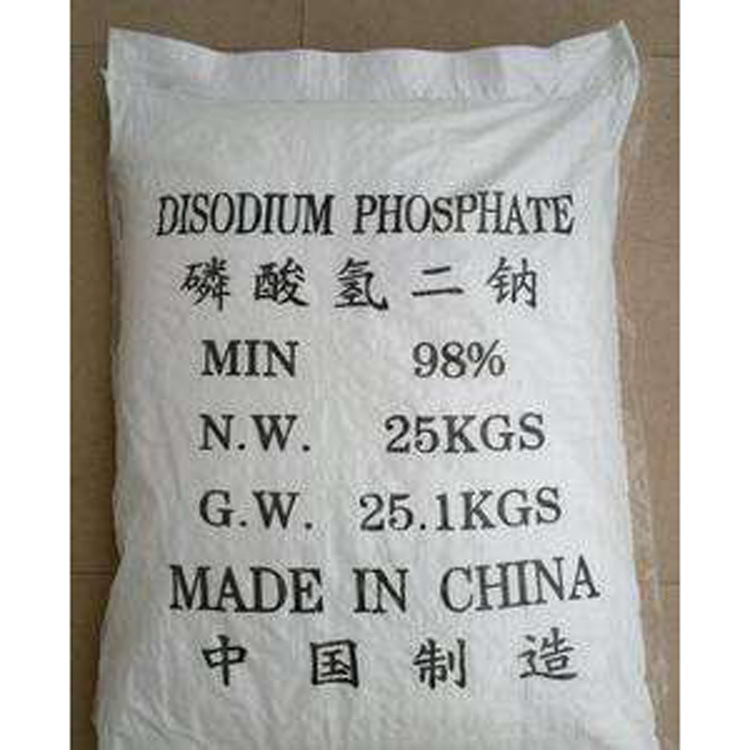 DISODIUM PHOSPHATE
磷酸氢二钠
MIN 98%
N.W. 25KGS
G.W. 25.1KGS
MADE IN CHINA
中国制造